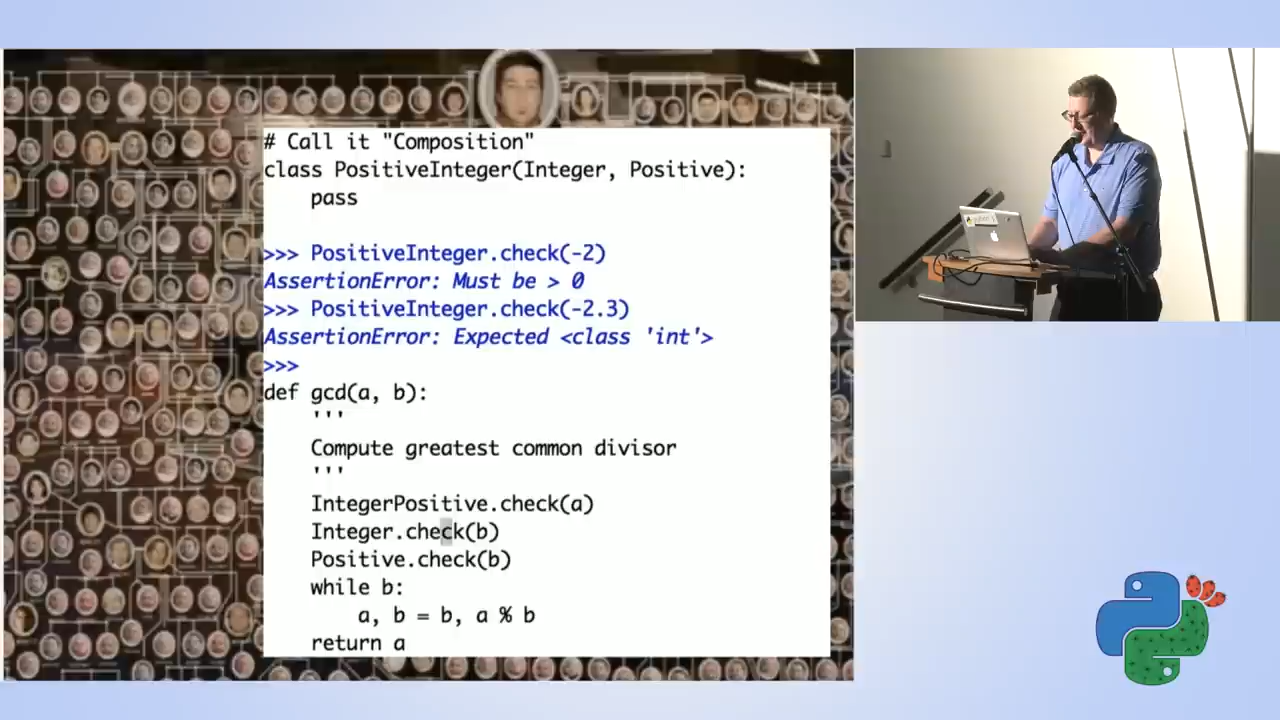 # Call it "Composition"
class PositiveInteger(Integer, Positive):
    pass
>>> PositiveInteger.check(-2)
AssertionError: Must be > 0
>>> PositiveInteger.check(-2.3)
AssertionError: Expected <class 'int'>
>>>
def gcd(a, b):
    '''
    Compute greatest common divisor
    '''
    IntegerPositive.check(a)
    Integer.check(b)
    Positive.check(b)
    while b:
        a, b = b, a % b
    return a